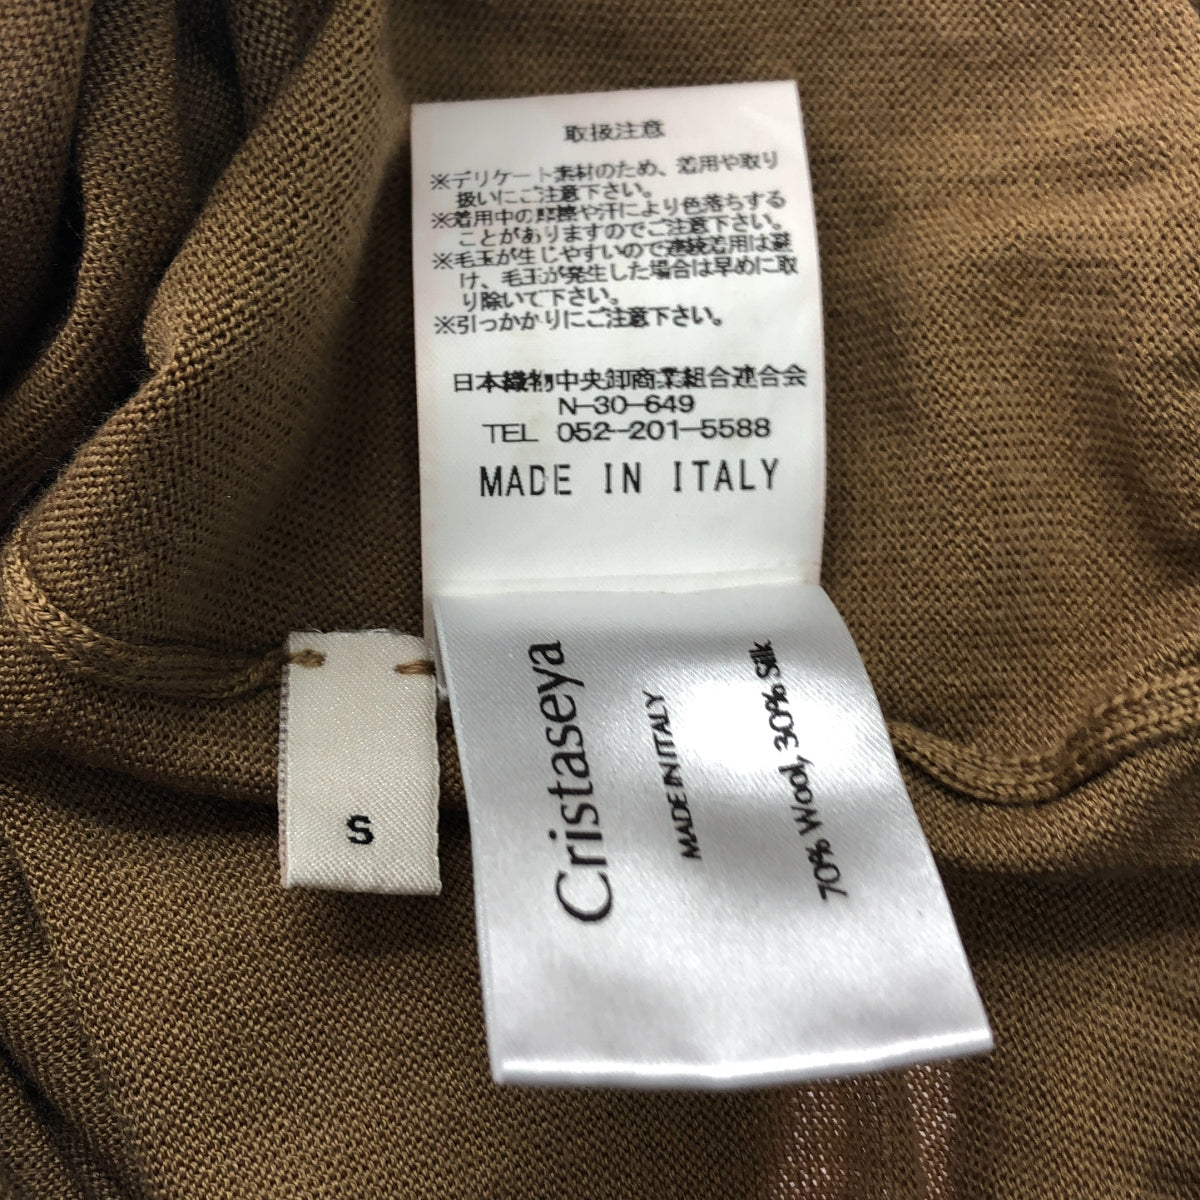 取扱注意
※デリケート素材のため、着用や取り
扱いにご注意下さい。
※着用中の摩擦や汗により色落ちする
ことがありますのでご注意下さい。
※毛玉が生じやすいので連続着用は避
け、毛玉が発生した場合は早めに取
り除いて下さい。
※引っかかりにご注意下さい。
日本織物中央卸商業組合連合会
N-30-649
TEL 052-201-5588
MADE IN ITALY
S
Cristaseya
MADE IN ITALY
70% Wool, 30% Silk